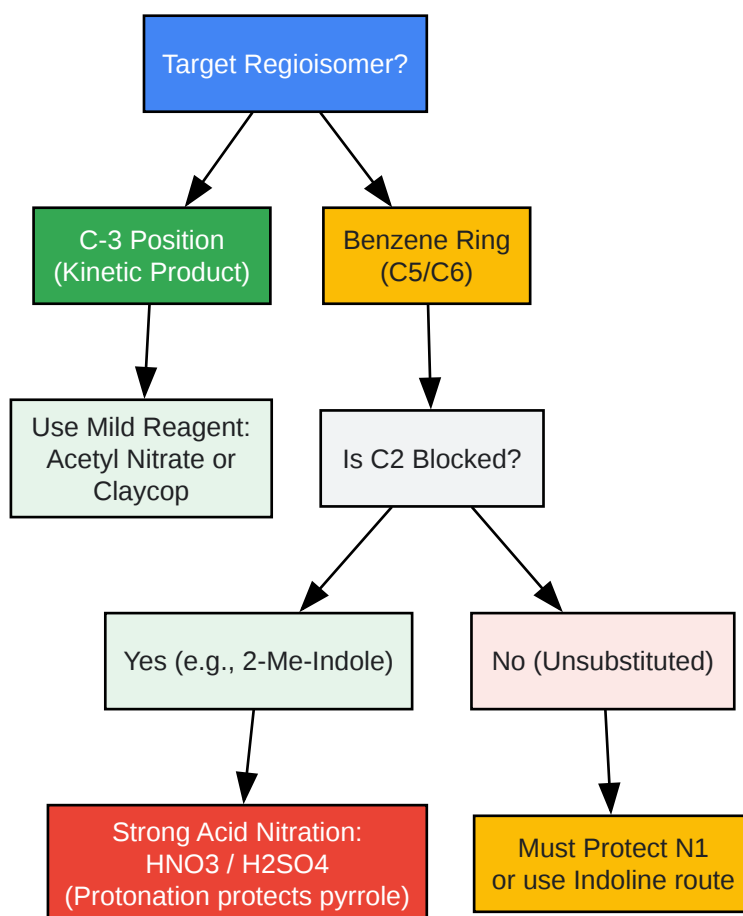 Target Regioisomer?
C-3 Position
(Kinetic Product)
Benzene Ring
(C5/C6)
Use Mild Reagent:
Acetyl Nitrate or
Claycop
Is C2 Blocked?
Yes (e.g., 2-Me-Indole)
No (Unsubstituted)
Strong Acid Nitration:
HNO3 / H2SO4
(Protonation protects pyrrole)
Must Protect N1
or use Indoline route